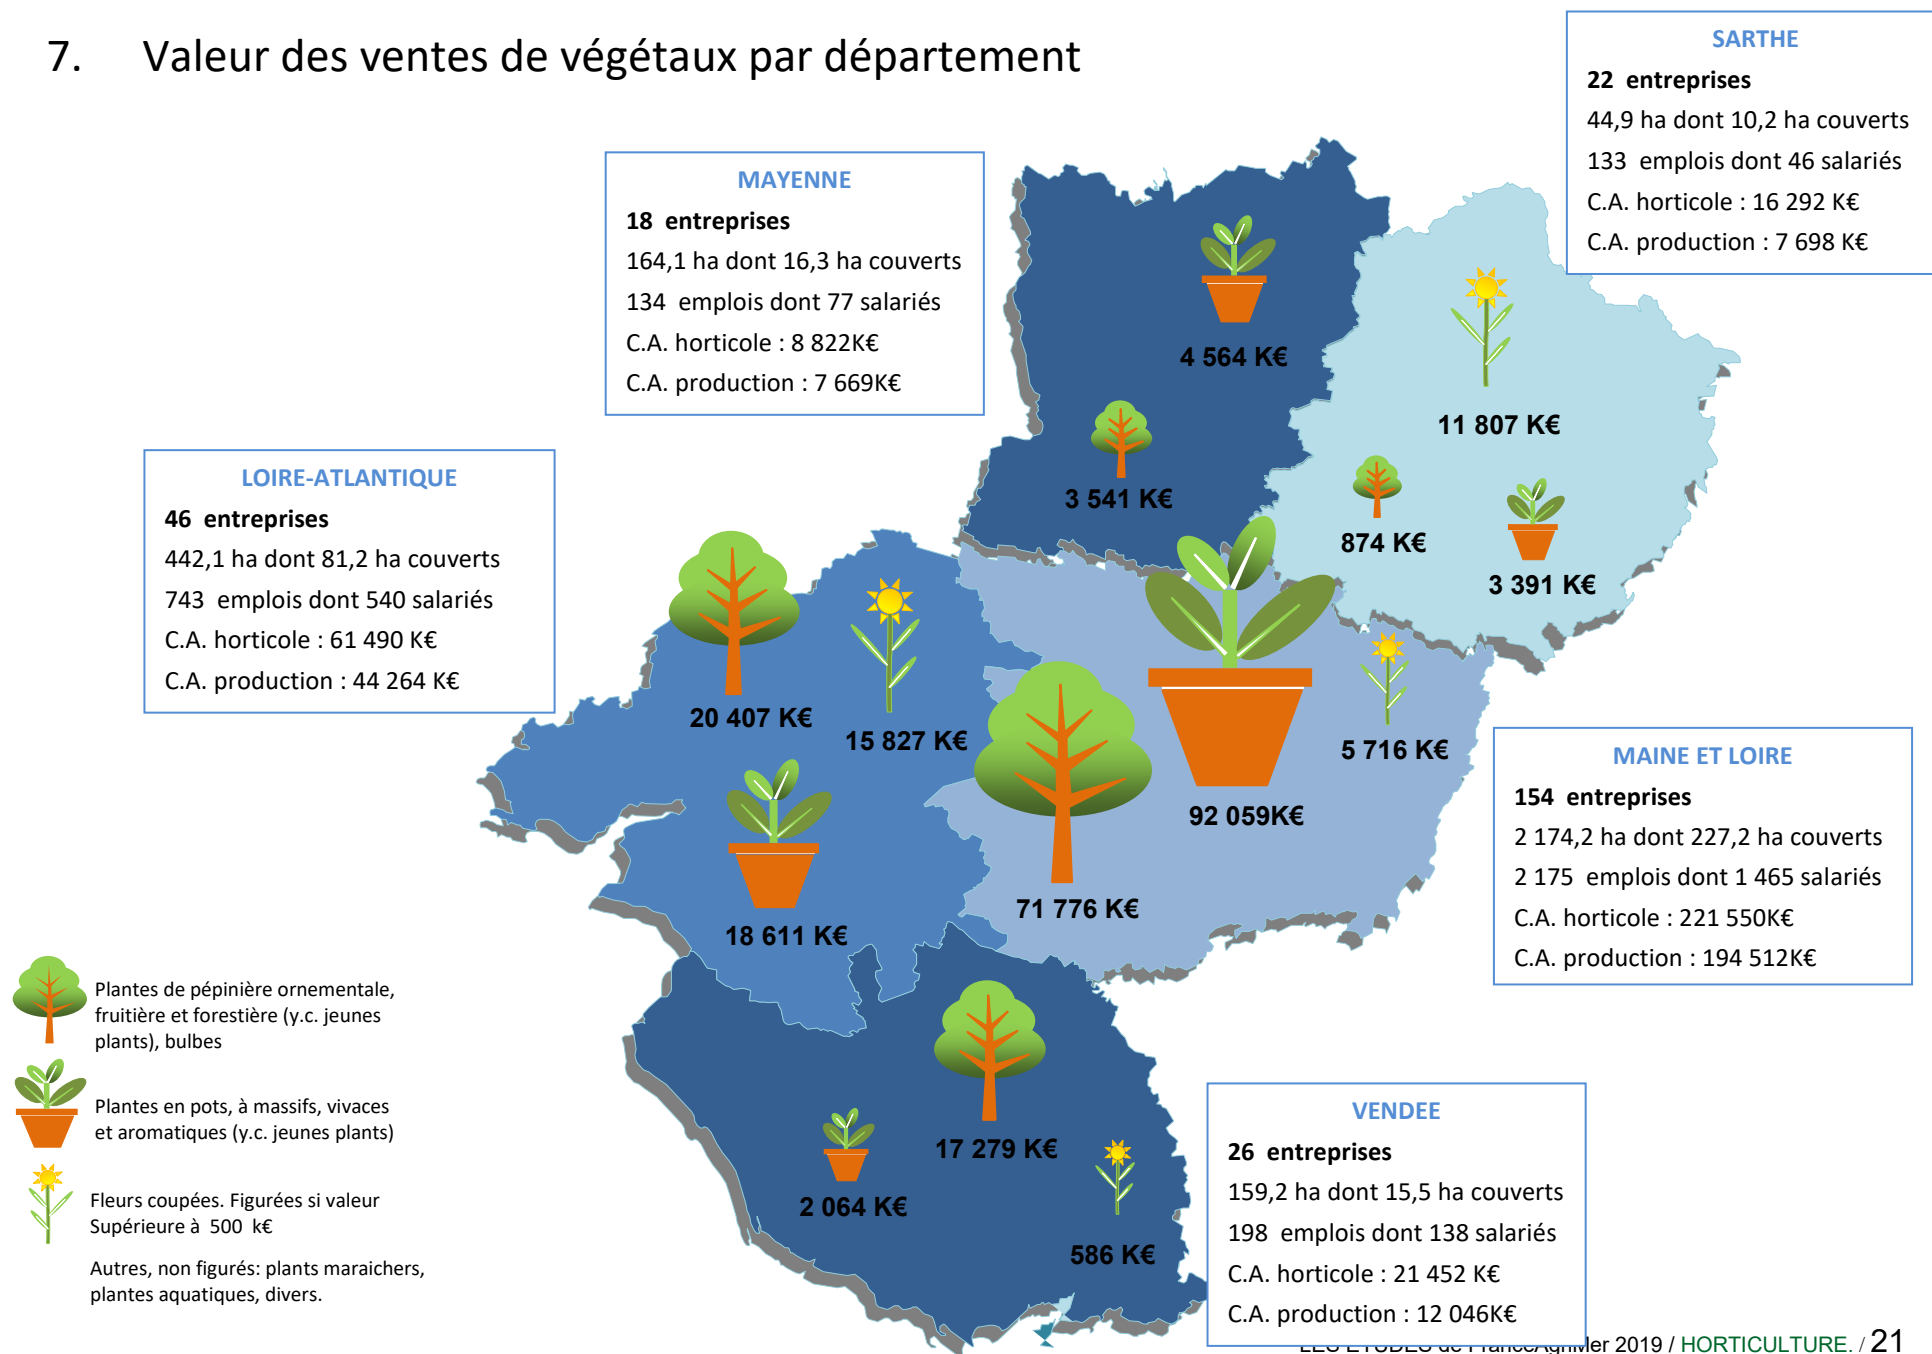 7. Valeur des ventes de végétaux par département
SARTHE
22 entreprises
44,9 ha dont 10,2 ha couverts
133 emplois dont 46 salariés
C.A. horticole : 16 292 K€
C.A. production : 7 698 K€
MAYENNE
18 entreprises
164,1 ha dont 16,3 ha couverts
134 emplois dont 77 salariés
C.A. horticole : 8 822K€
C.A. production : 7 669K€
4 564 K€
3 541 K€
11 807 K€
874 K€
3 391 K€
LOIRE-ATLANTIQUE
46 entreprises
442,1 ha dont 81,2 ha couverts
743 emplois dont 540 salariés
C.A. horticole : 61 490 K€
C.A. production : 44 264 K€
20 407 K€
15 827 K€
18 611 K€
5 716 K€
92 059K€
71 776 K€
MAINE ET LOIRE
154 entreprises
2 174,2 ha dont 227,2 ha couverts
2 175 emplois dont 1 465 salariés
C.A. horticole : 221 550K€
C.A. production : 194 512K€
Plantes de pépinière ornementale,
fruitière et forestière (y.c. jeunes
plants), bulbes
Plantes en pots, à massifs, vivaces
et aromatiques (y.c. jeunes plants)
Fleurs coupées. Figurées si valeur
Supérieure à 500 k€
Autres, non figurés: plants maraichers,
plantes aquatiques, divers.
17 279 K€
2 064 K€
586 K€
VENDEE
26 entreprises
159,2 ha dont 15,5 ha couverts
198 emplois dont 138 salariés
C.A. horticole : 21 452 K€
C.A. production : 12 046K€
LES ETUDES de FranceAgriMer 2019 / HORTICULTURE. / 21